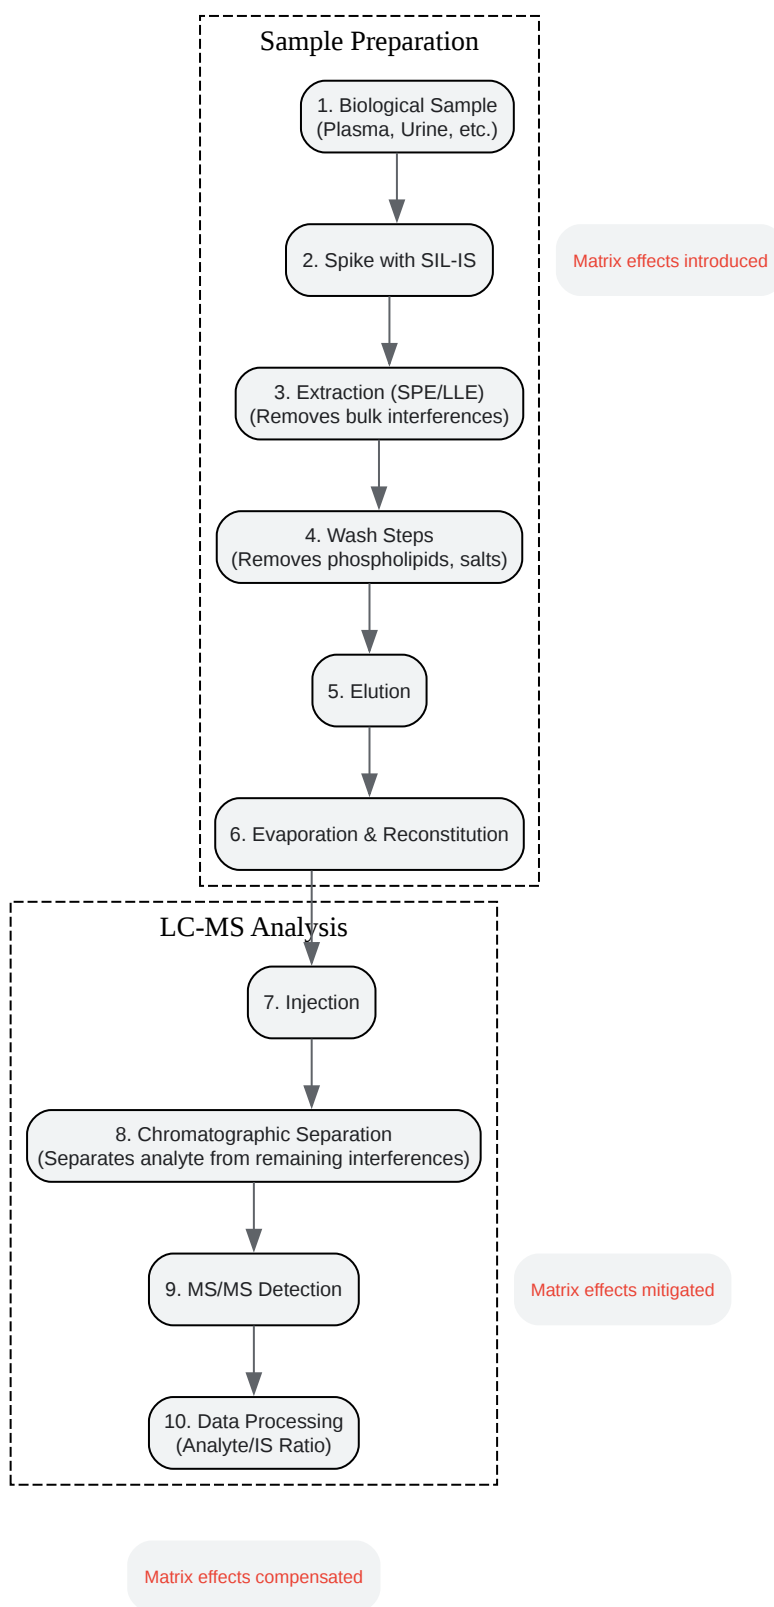 Sample Preparation
1. Biological Sample
(Plasma, Urine, etc.)
2. Spike with SIL-IS
Matrix effects introduced
3. Extraction (SPE/LLE)
(Removes bulk interferences)
4. Wash Steps
(Removes phospholipids, salts)
5. Elution
6. Evaporation & Reconstitution
LC-MS Analysis
7. Injection
8. Chromatographic Separation
(Separates analyte from remaining interferences)
9. MS/MS Detection
Matrix effects mitigated
10. Data Processing
(Analyte/IS Ratio)
Matrix effects compensated